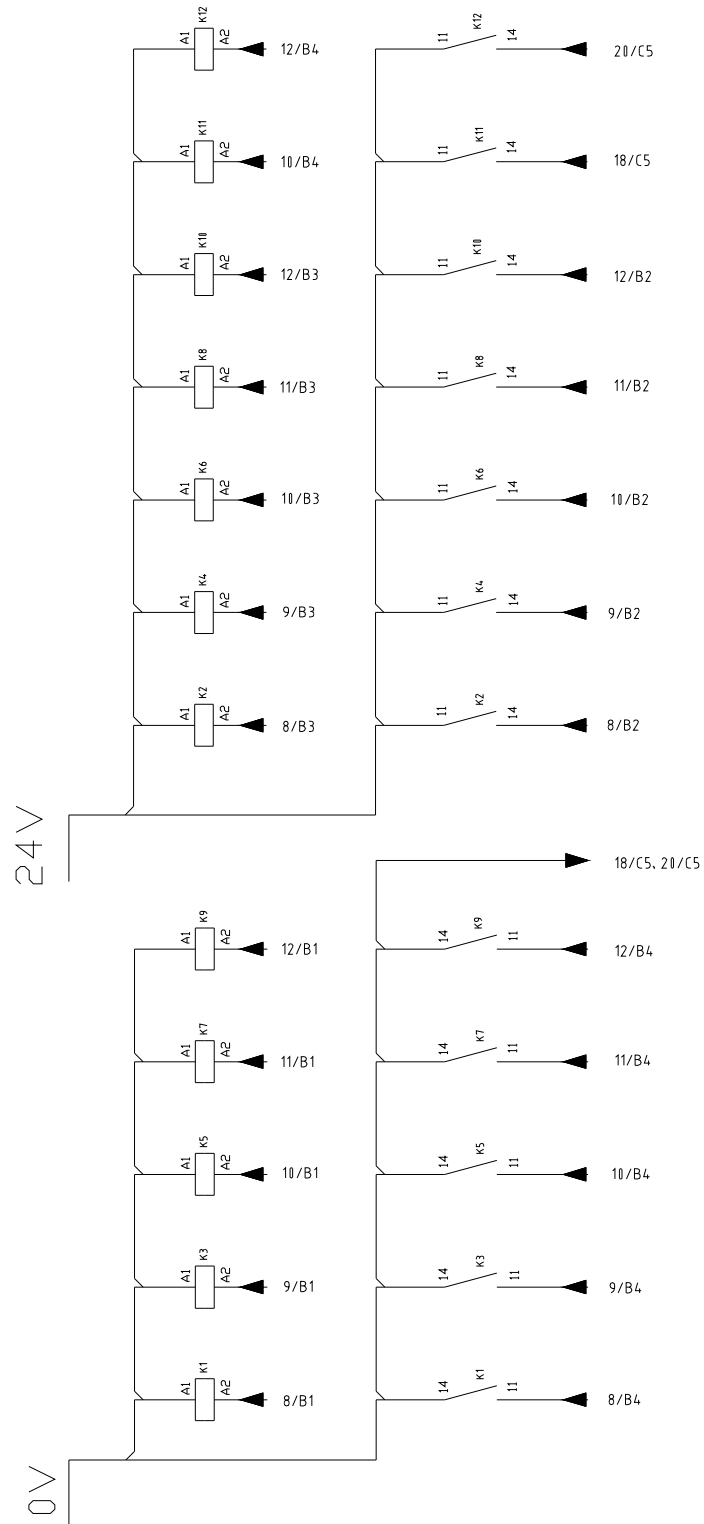 A1 K12 A2 12/B4 11 K12 14 20/C5
A1 K11 A2 10/B4 11 K11 14 18/C5
A1 K10 A2 12/B3 11 K10 14 12/B2
A1 K8 A2 11/B3 11 K8 14 11/B2
A1 K6 A2 10/B3 11 K6 14 10/B2
A1 K4 A2 9/B3 11 K4 14 9/B2
A1 K2 A2 8/B3 11 K2 14 8/B2
24V
18/C5, 20/C5
A1 K9 A2 12/B1 14 K9 11 12/B4
A1 K7 A2 11/B1 14 K7 11 11/B4
A1 K5 A2 10/B1 14 K5 11 10/B4
A1 K3 A2 9/B1 14 K3 11 9/B4
A1 K1 A2 8/B1 14 K1 11 8/B4
0V